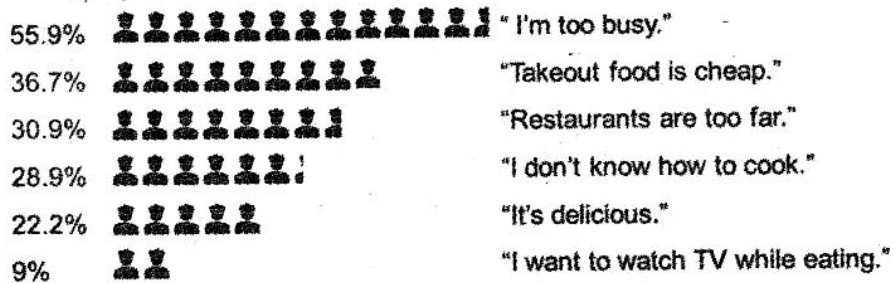 55.9% " I'm too busy."
36.7% "Takeout food is cheap."
30.9% "Restaurants are too far."
28.9% "I don't know how to cook."
22.2% "It's delicious."
9% "I want to watch TV while eating."